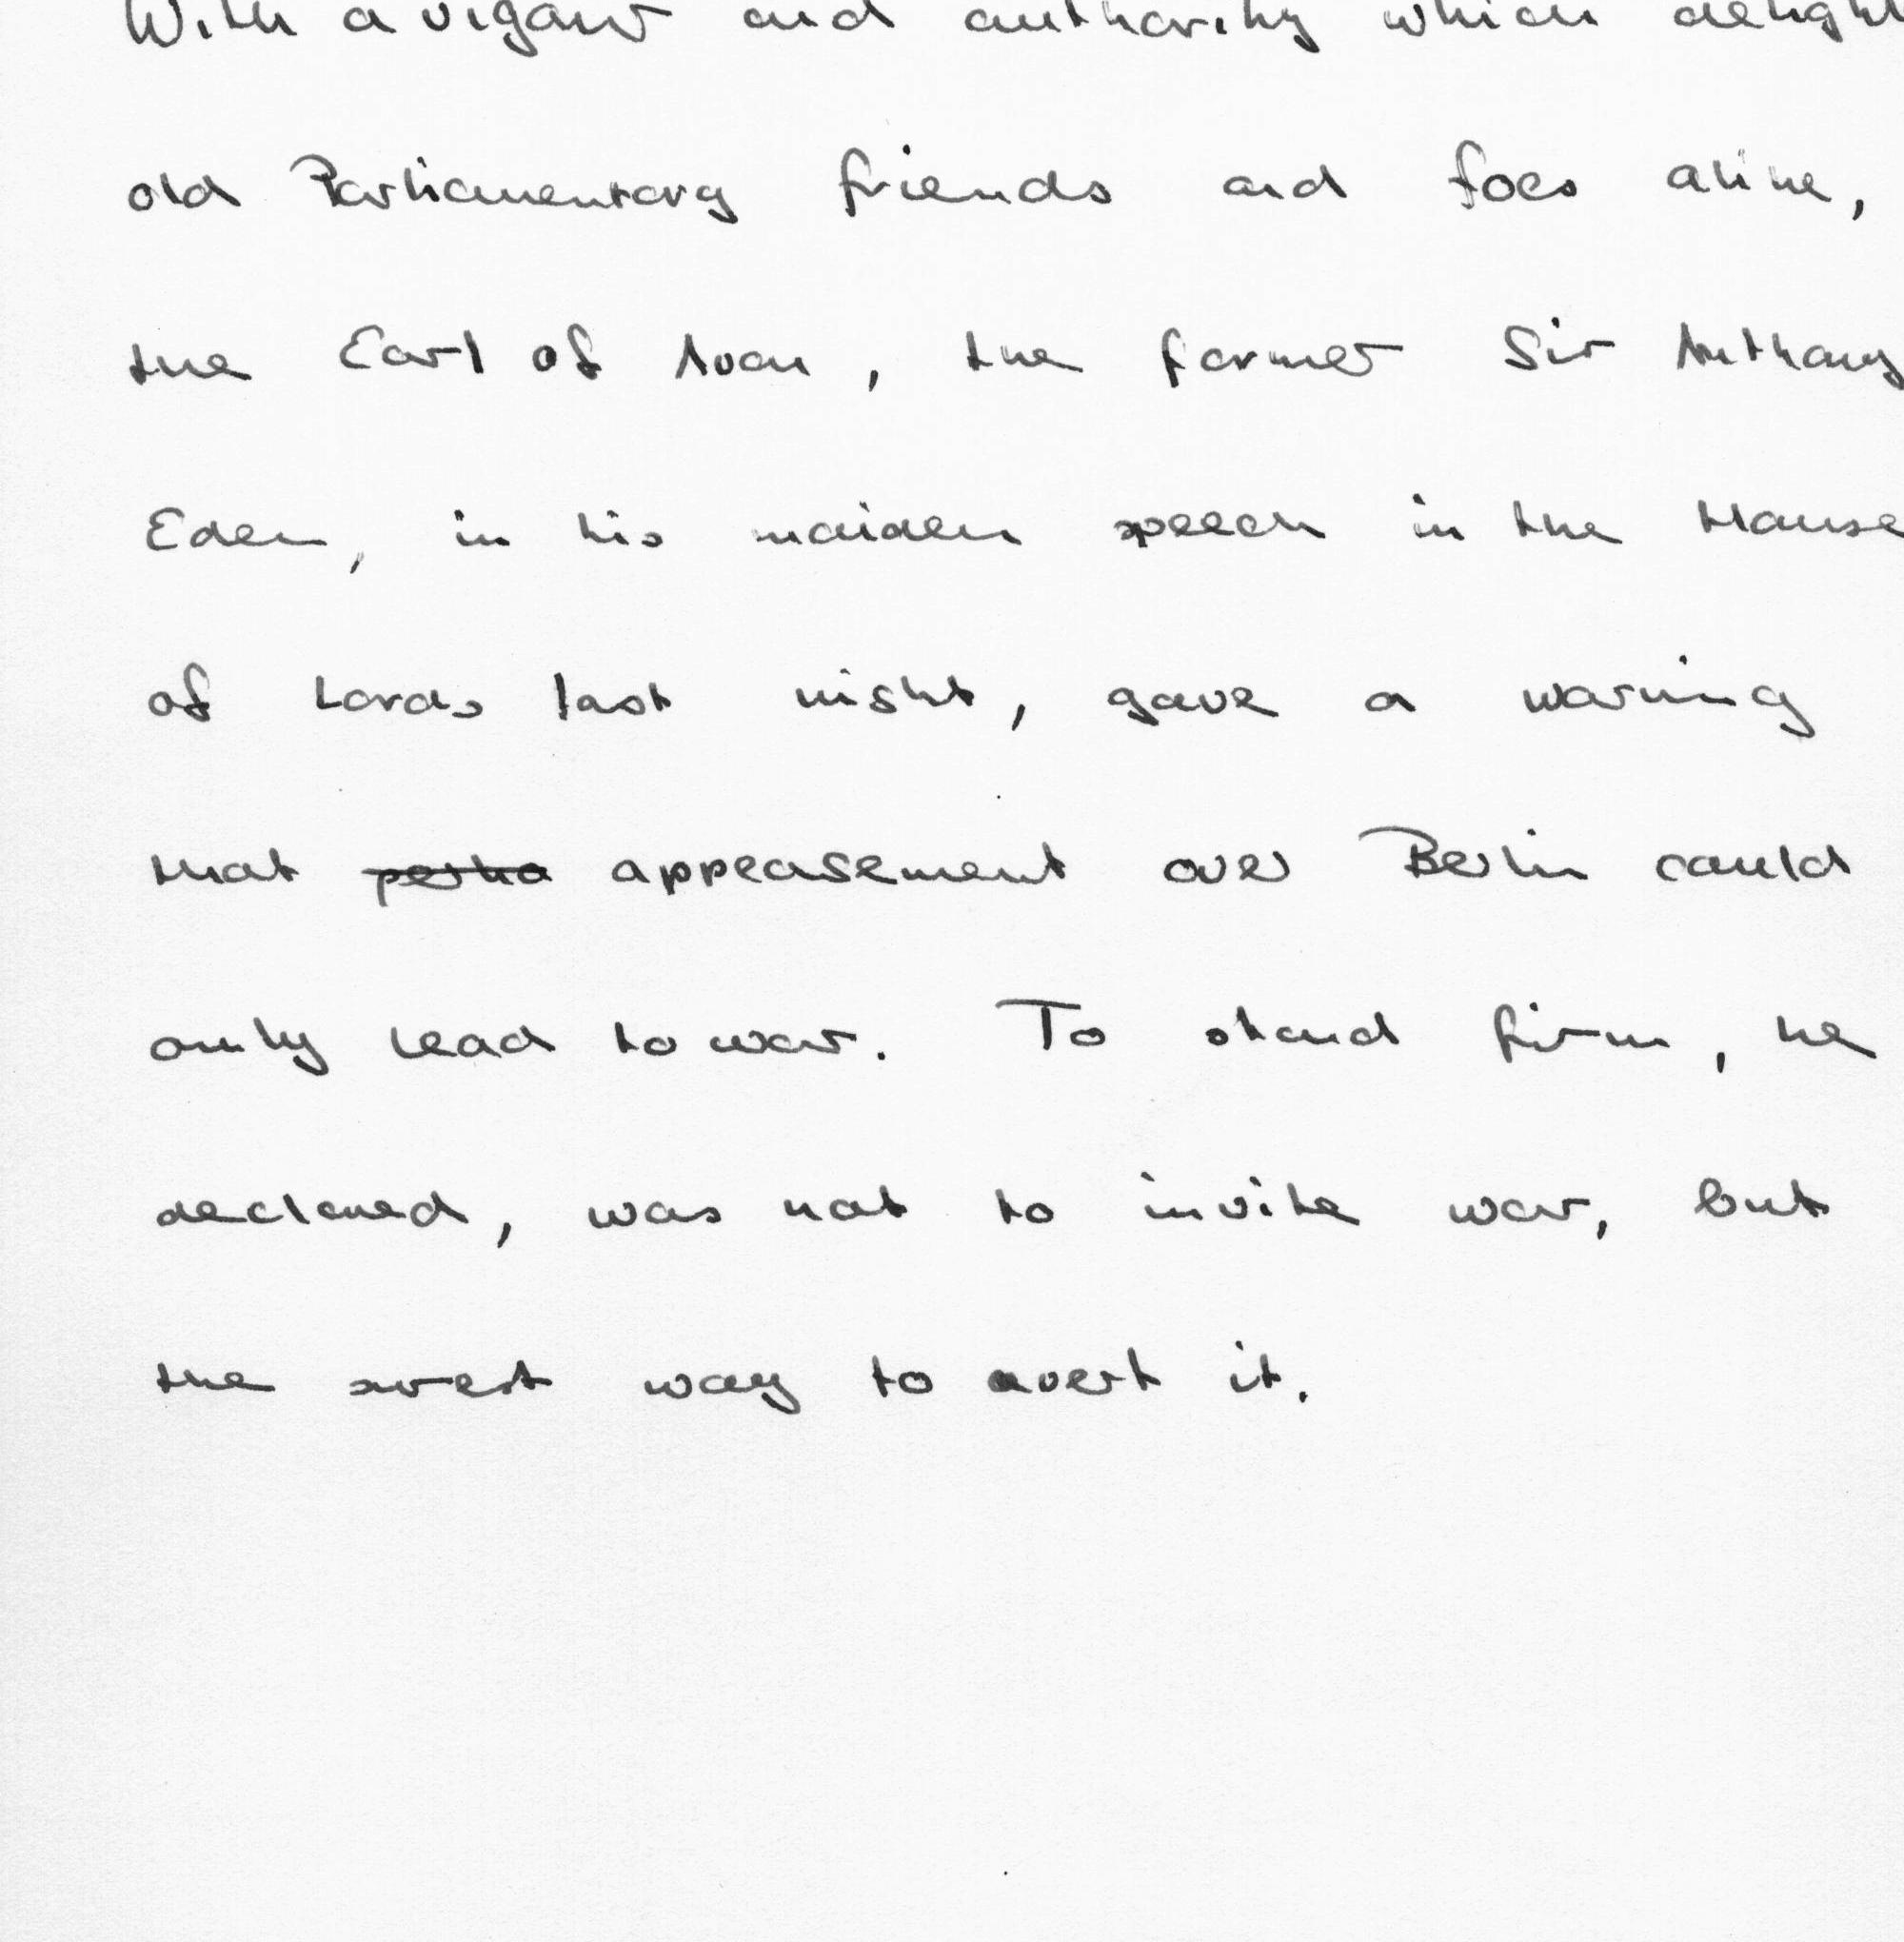 With a vigour and authority which delight
old Parliamentary friends and foes alike,
the Earl of Avon, the former Sir Anthony
Eden, in his maiden speech in the House
of Lords last night, gave a warning
that appeasement over Berlin could
only lead to war. To stand firm, he
declared, was not to invite war, but
the surest way to avert it.